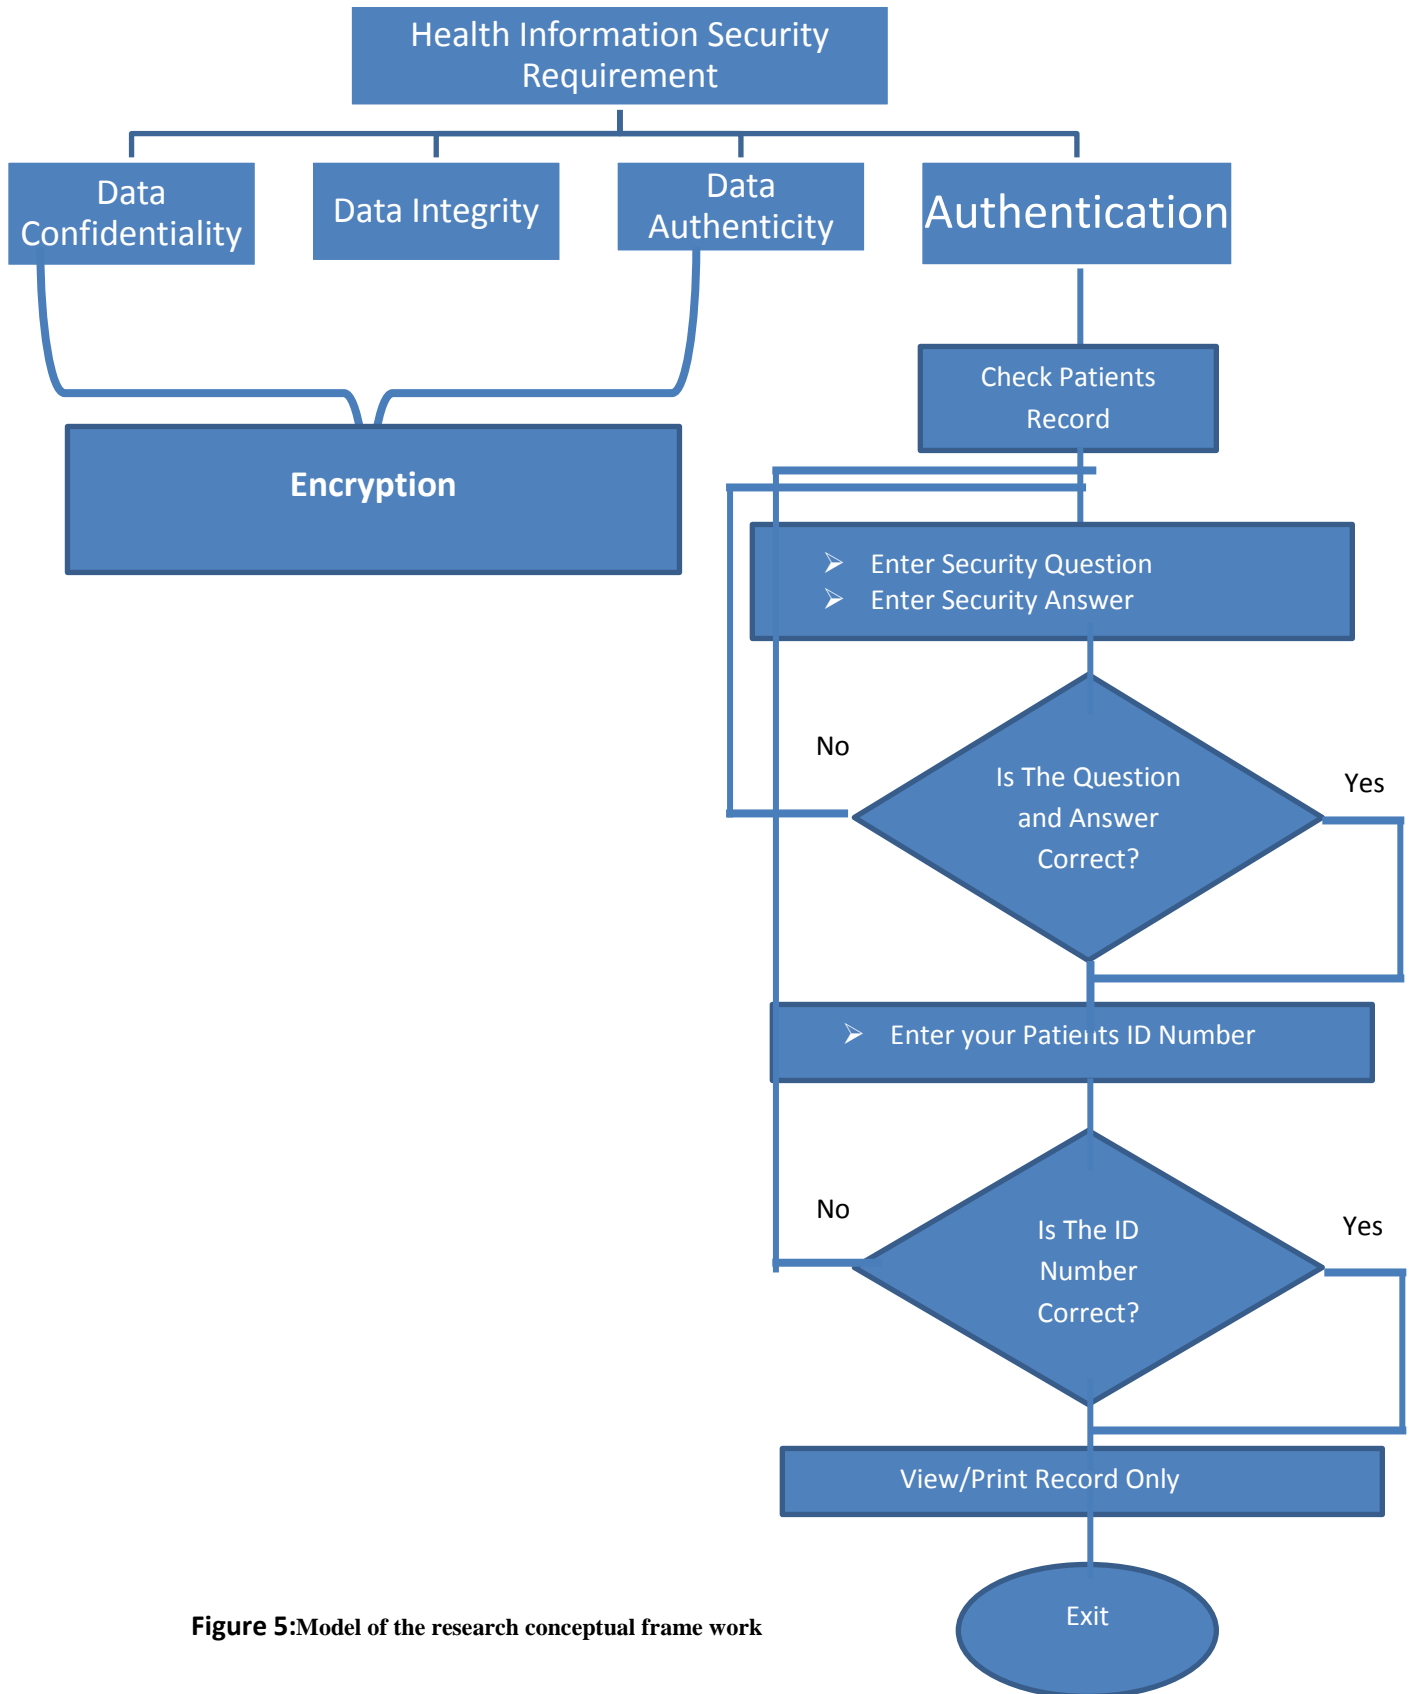 Health Information Security
Requirement
Data
Confidentiality
Data Integrity
Data
Authenticity
Authentication
Check Patients
Record
Encryption
➢ Enter Security Question
➢ Enter Security Answer
No
Is The Question
and Answer
Correct?
Yes
➢ Enter your Patients ID Number
No
Is The ID
Number
Correct?
Yes
View/Print Record Only
Exit
Figure 5:Model of the research conceptual frame work